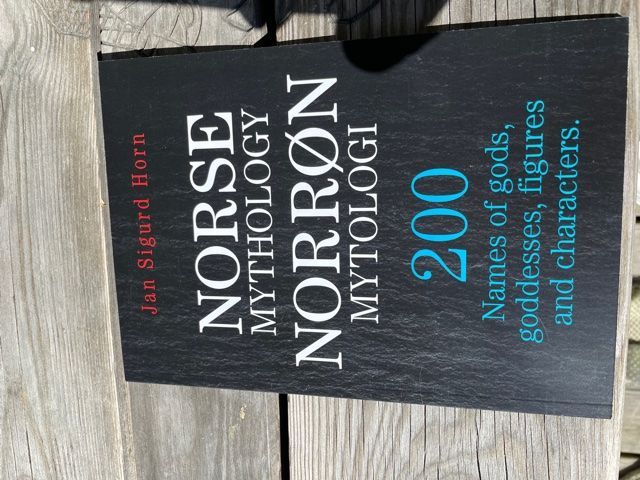 Jan Sigurd Horn
NORSE
MYTHOLOGY
NORRØN
MYTOLOGI
200
Names of gods,
goddesses, figures
and characters.